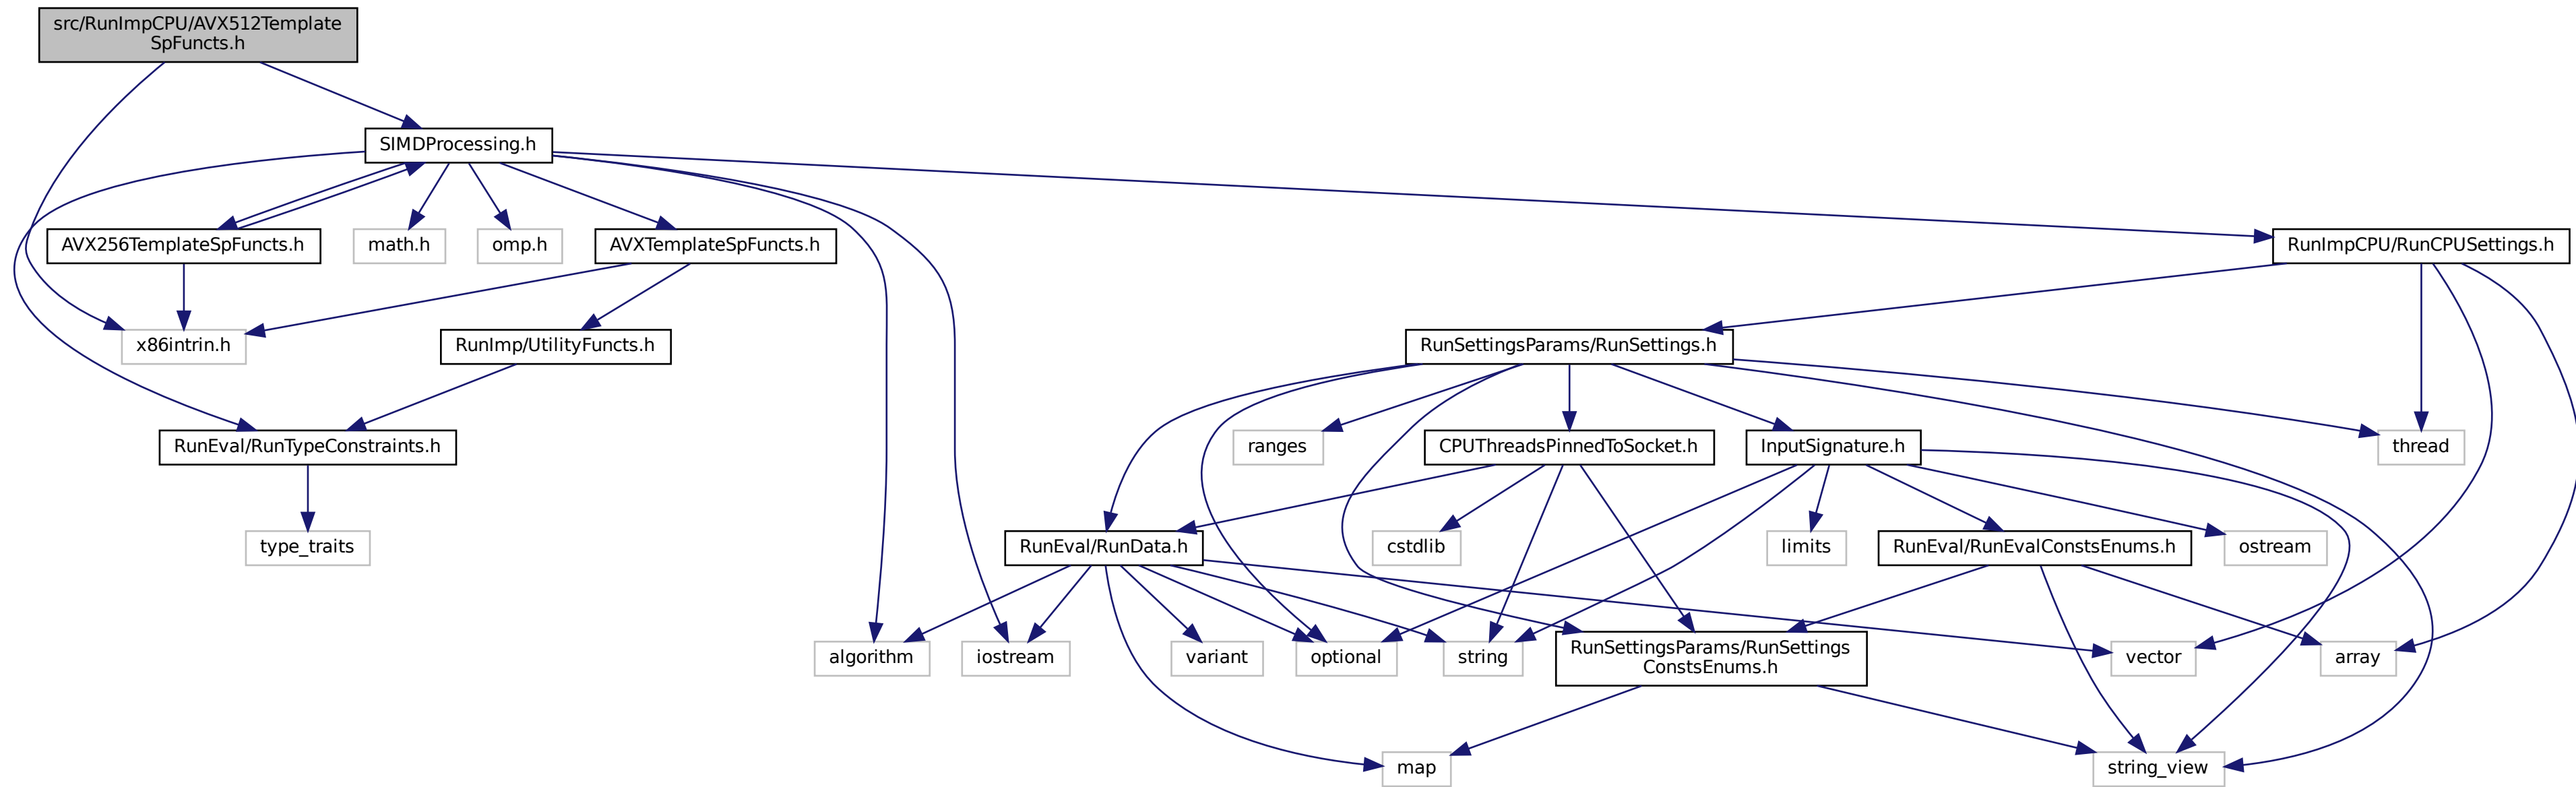 src/RunImpCPU/AVX512Template
SpFuncts.h
SIMDProcessing.h
AVX256TemplateSpFuncts.h
math.h
omp.h
AVXTemplateSpFuncts.h
RunImpCPU/RunCPUSettings.h
x86intrin.h
RunImp/UtilityFuncts.h
RunSettingsParams/RunSettings.h
RunEval/RunTypeConstraints.h
ranges
CPUThreadsPinnedToSocket.h
InputSignature.h
thread
type_traits
RunEval/RunData.h
cstdlib
limits
RunEval/RunEvalConstsEnums.h
ostream
algorithm
iostream
variant
optional
string
RunSettingsParams/RunSettings
ConstsEnums.h
vector
array
map
string_view